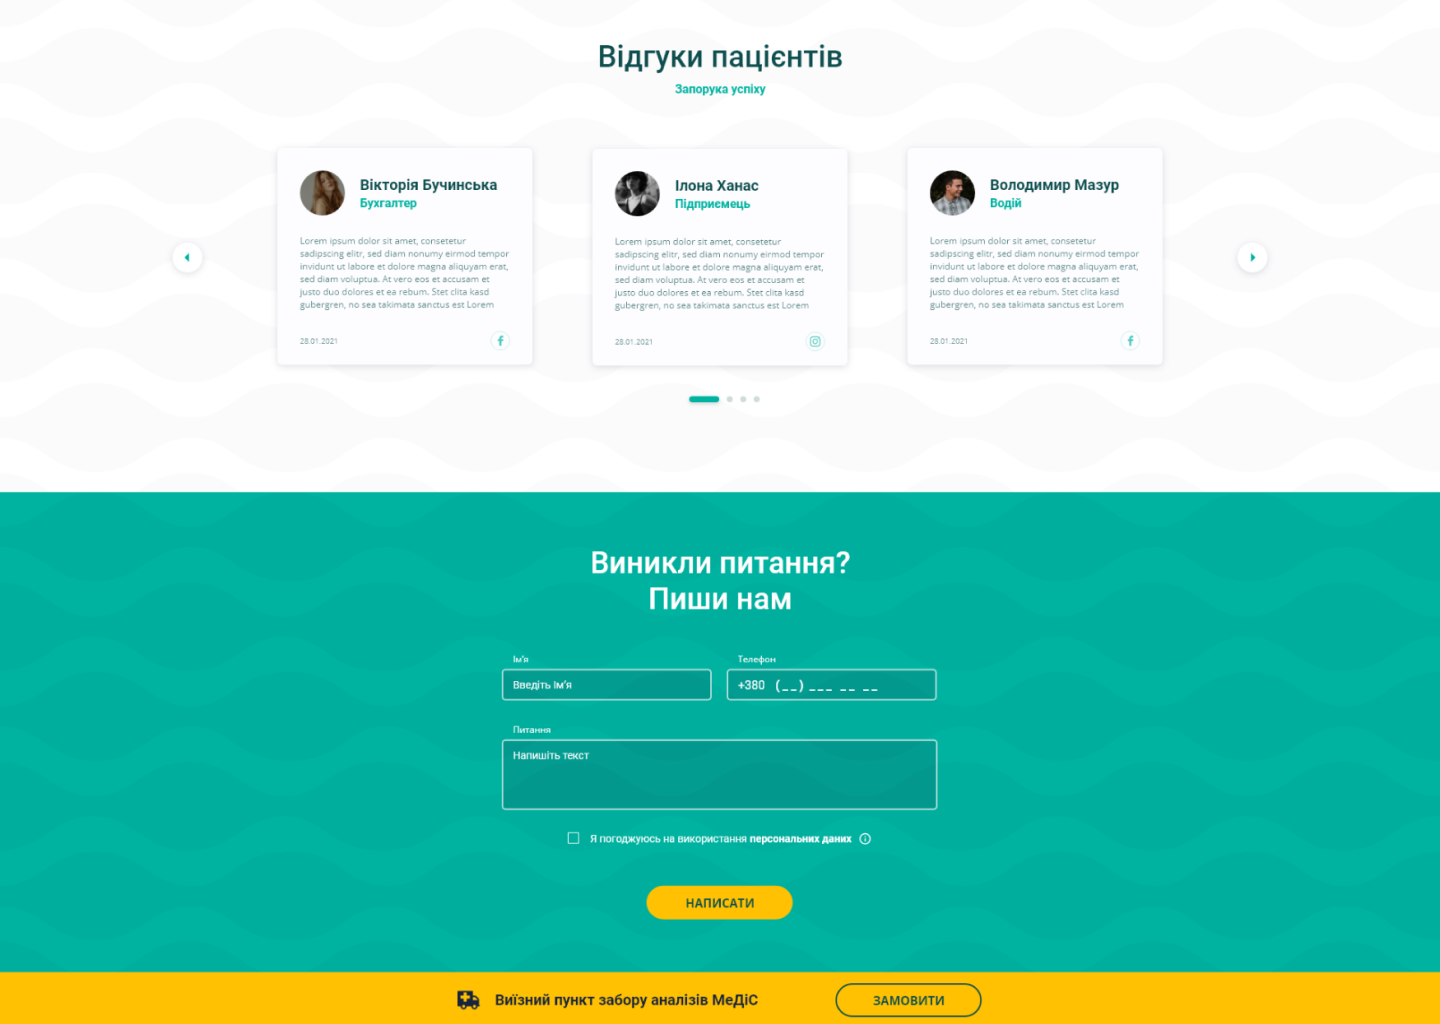 Відгуки пацієнтів
Запорука успіху
Вікторія Бучинська
Бухгалтер
Lorem ipsum dolor sit amet, consetetur
sadipscing elitr, sed diam nonumy eirmod tempor
invidunt ut labore et dolore magna aliquyam erat,
sed diam voluptua. At vero eos et accusam et
justo duo dolores et ea rebum. Stet clita kasd
gubergren, no sea takimata sanctus est Lorem
28.01.2021
Ілона Ханас
Підприємець
Lorem ipsum dolor sit amet, consetetur
sadipscing elitr, sed diam nonumy eirmod tempor
invidunt ut labore et dolore magna aliquyam erat,
sed diam voluptua. At vero eos et accusam et
justo duo dolores et ea rebum. Stet clita kasd
gubergren, no sea takimata sanctus est Lorem
28.01.2021
Володимир Мазур
Водій
Lorem ipsum dolor sit amet, consetetur
sadipscing elitr, sed diam nonumy eirmod tempor
invidunt ut labore et dolore magna aliquyam erat,
sed diam voluptua. At vero eos et accusam et
justo duo dolores et ea rebum. Stet clita kasd
gubergren, no sea takimata sanctus est Lorem
28.01.2021
Виникли питання?
Пиши нам
Ім'я
Введіть Ім'я
Телефон
+380 (__) ___ __ __
Питання
Напишіть текст
Я погоджуюсь на використання персональних даних
НАПИСАТИ
Виїзний пункт забору аналізів МеДіС
ЗАМОВИТИ